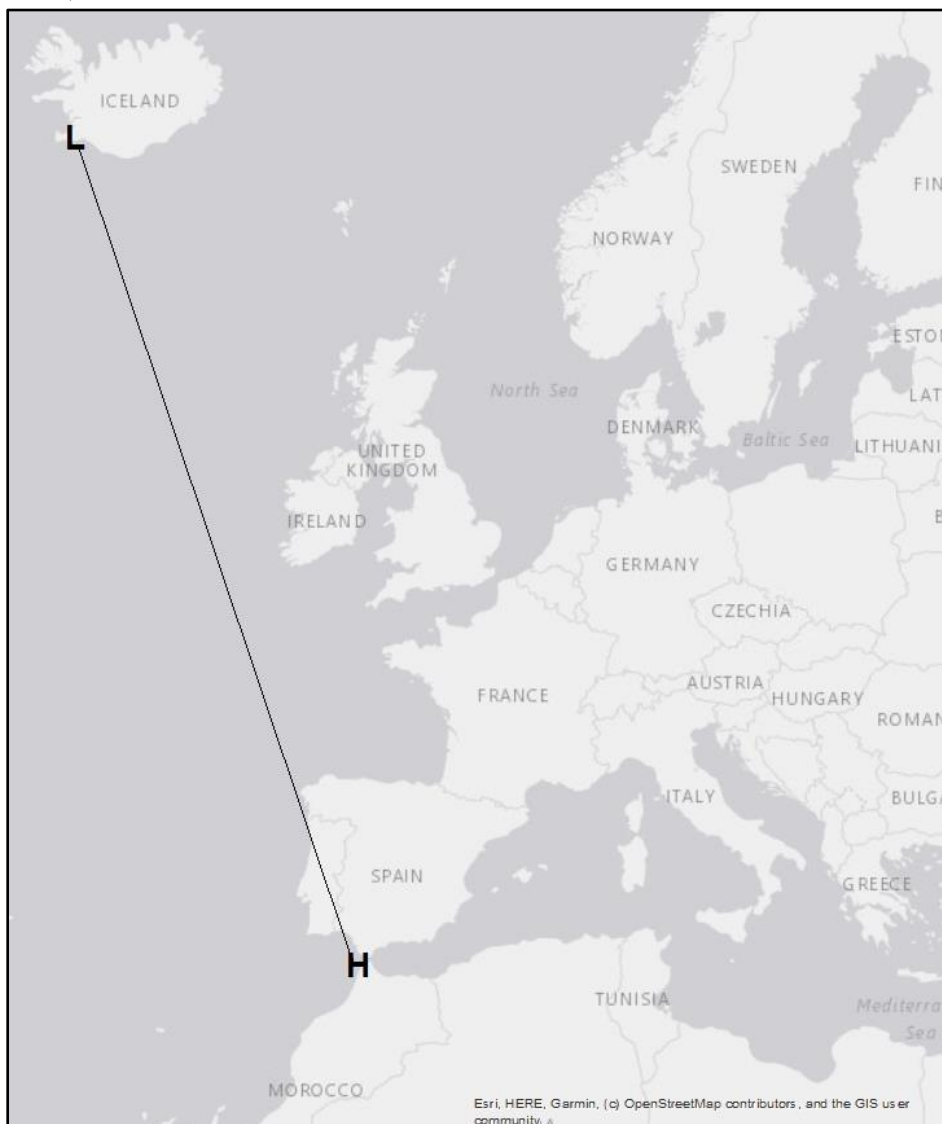 ICELAND
L
SWEDEN
FIN
NORWAY
ESTO
North Sea
LAT
DENMARK
Baltic Sea
LITHUANI
UNITED
KINGDOM
IRELAND
B
GERMANY
CZECHIA
AUSTRIA
FRANCE
HUNGARY
ROMAN
ITALY
BULGA
SPAIN
GREECE
H
TUNISIA
Mediterra
Sea
MOROCCO
Esri, HERE, Garmin, (c) OpenStreetMap contributors, and the GIS user
community